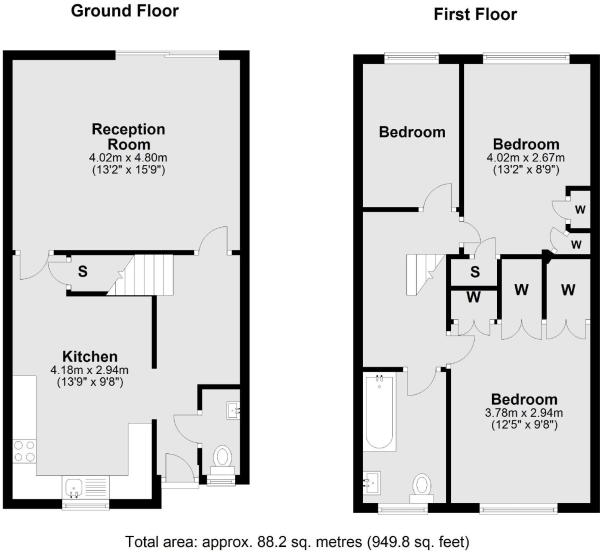 Ground Floor
First Floor
Reception
Room
4.02m x 4.80m
(13'2" x 15'9")
S
Kitchen
4.18m x 2.94m
(13'9" x 9'8")
Bedroom
Bedroom
4.02m x 2.67m
(13'2" x 8'9")
W
W
S
W
W
W
Bedroom
3.78m x 2.94m
(12'5" x 9'8")
Total area: approx. 88.2 sq. metres (949.8 sq. feet)